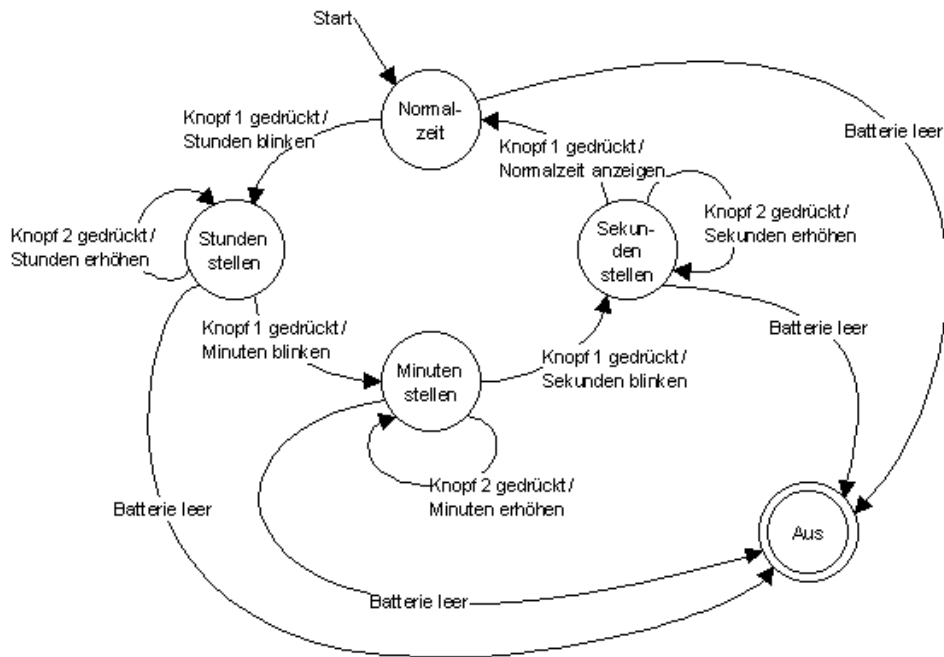 Start
Normal-
zeit
Knopf 1 gedrückt /
Stunden blinken
Batterie leer
Knopf 1 gedrückt /
Normalzeit anzeigen
Knopf 2 gedrückt /
Stunden erhöhen
Stunden
stellen
Sekun-
den
stellen
Knopf 2 gedrückt /
Sekunden erhöhen
Knopf 1 gedrückt /
Minuten blinken
Batterie leer
Minuten
stellen
Knopf 1 gedrückt /
Sekunden blinken
Knopf 2 gedrückt /
Minuten erhöhen
Batterie leer
Aus
Batterie leer